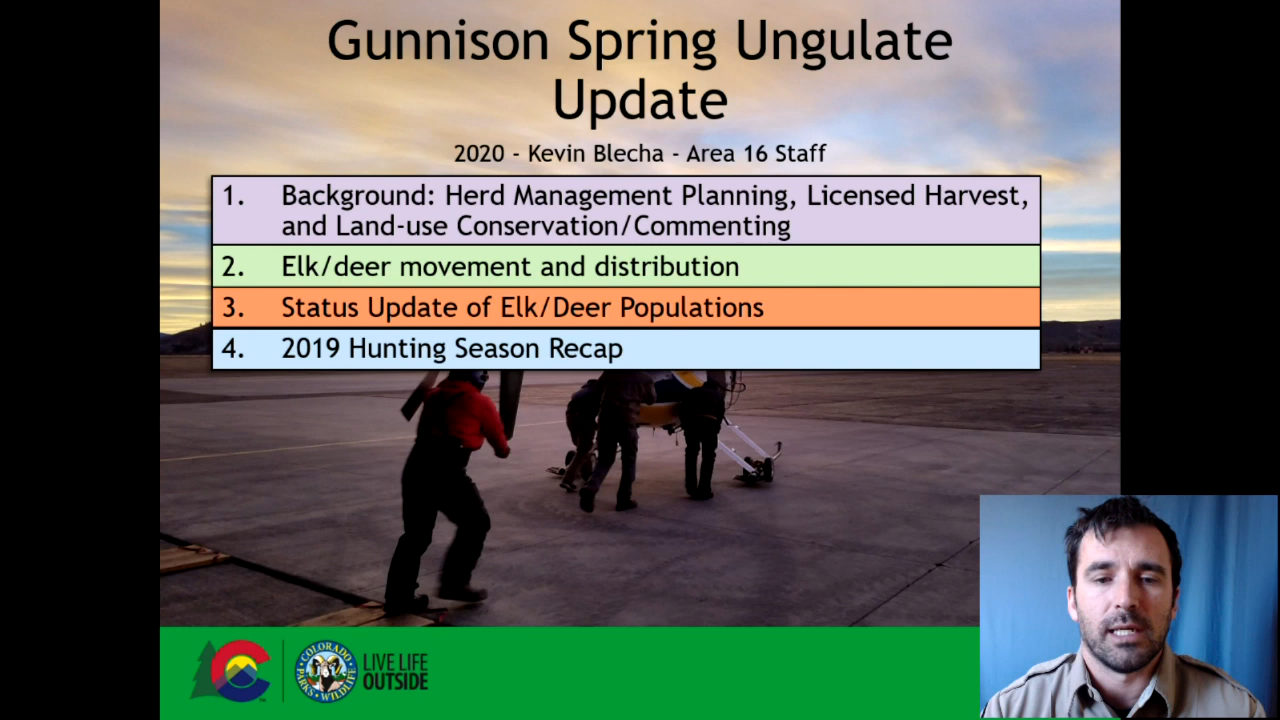 Gunnison Spring Ungulate
Update
2020 - Kevin Blecha - Area 16 Staff
1. Background: Herd Management Planning, Licensed Harvest,
and Land-use Conservation/Commenting
2. Elk/deer movement and distribution
3. Status Update of Elk/Deer Populations
4. 2019 Hunting Season Recap
COLORADO
PARKS & WILDLIFE
LIVE LIFE
OUTSIDE